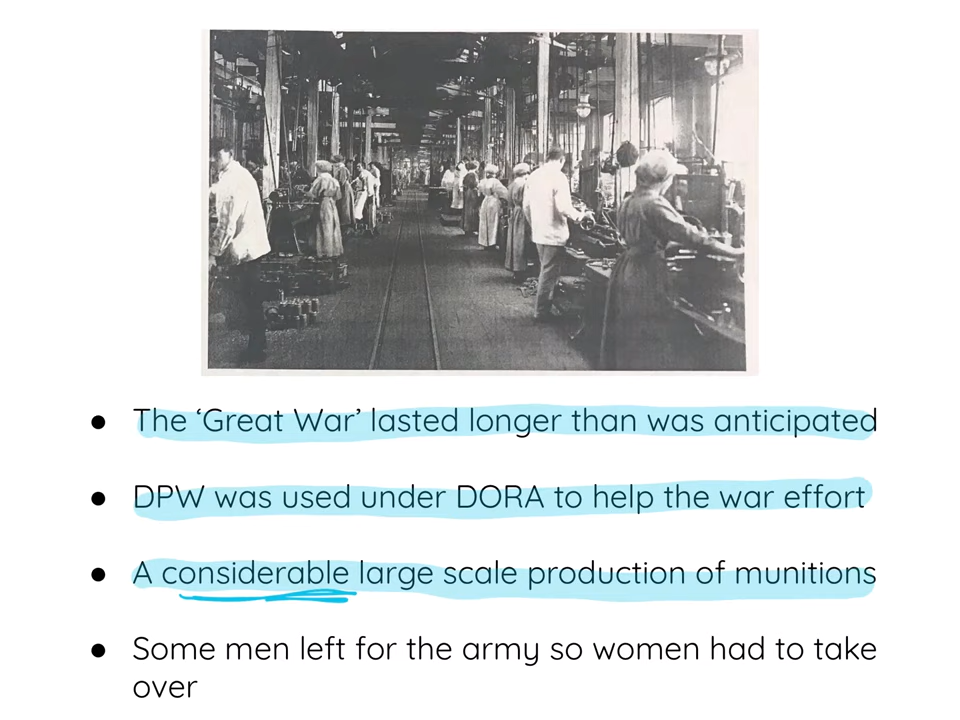 ● The ‘Great War’ lasted longer than was anticipated
● DPW was used under DORA to help the war effort
● A considerable large scale production of munitions
● Some men left for the army so women had to take
over